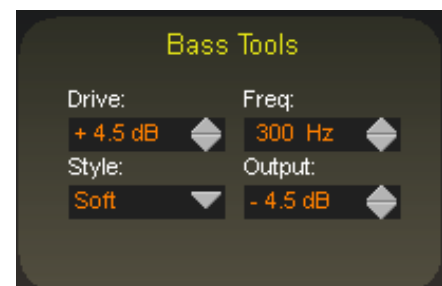 Bass Tools
Drive: Freq:
+ 4.5 dB 300 Hz
Style: Output:
Soft - 4.5 dB